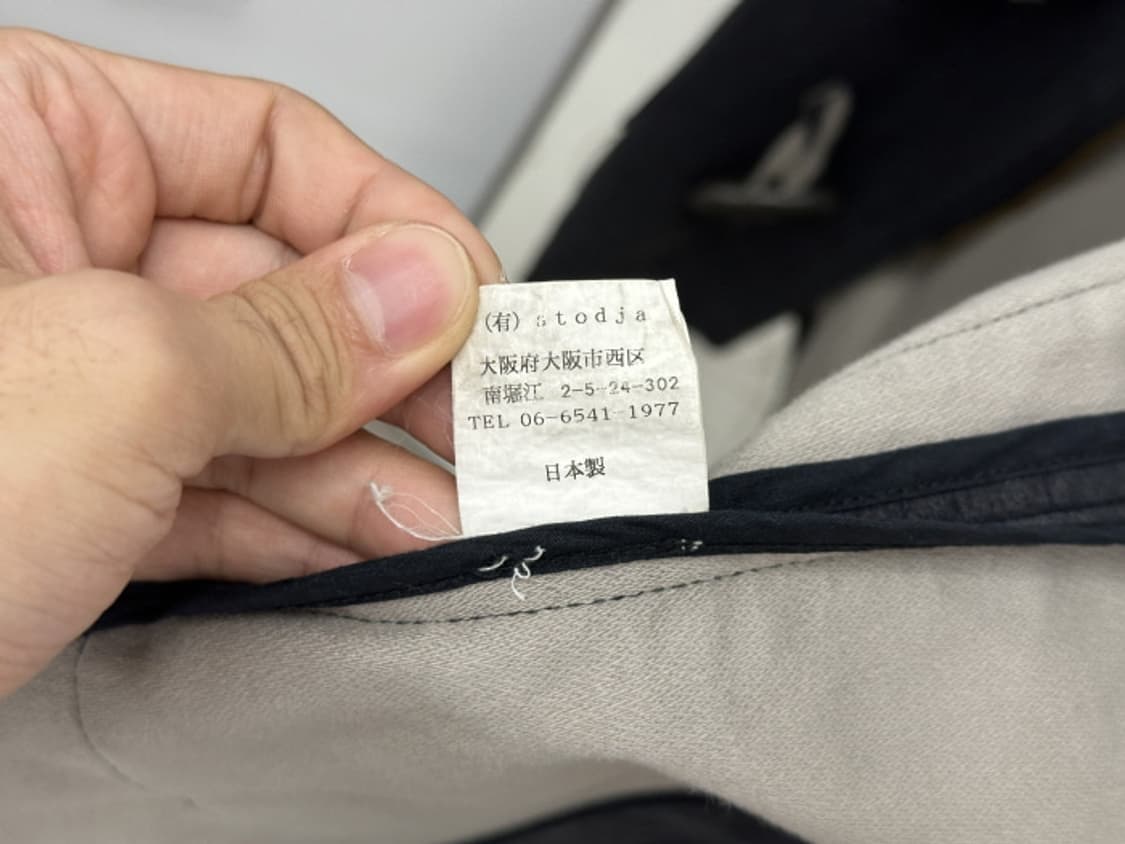 (有) stodja
大阪府大阪市西区
南堀江 2-5-24-302
TEL 06-6541-1977
日本製